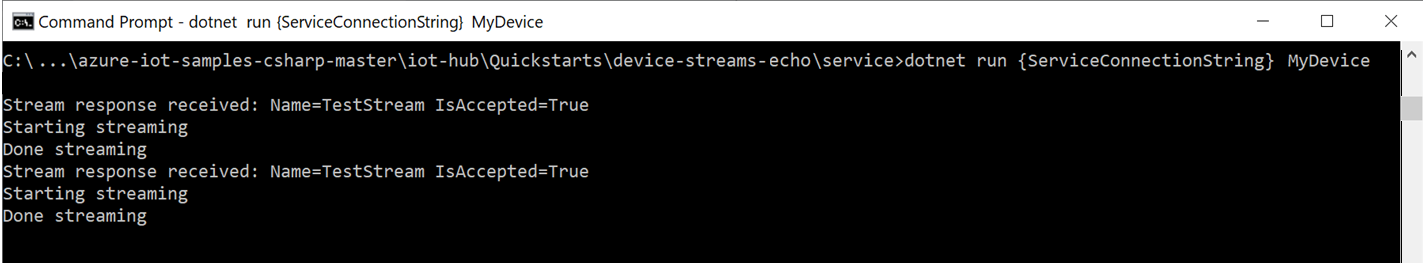 Command Prompt - dotnet  run {ServiceConnectionString}  MyDevice
C:\ ...\azure-iot-samples-csharp-master\iot-hub\Quickstarts\device-streams-echo\service>dotnet run {ServiceConnectionString} MyDevice
Stream response received: Name=TestStream IsAccepted=True
Starting streaming
Done streaming
Stream response received: Name=TestStream IsAccepted=True
Starting streaming
Done streaming